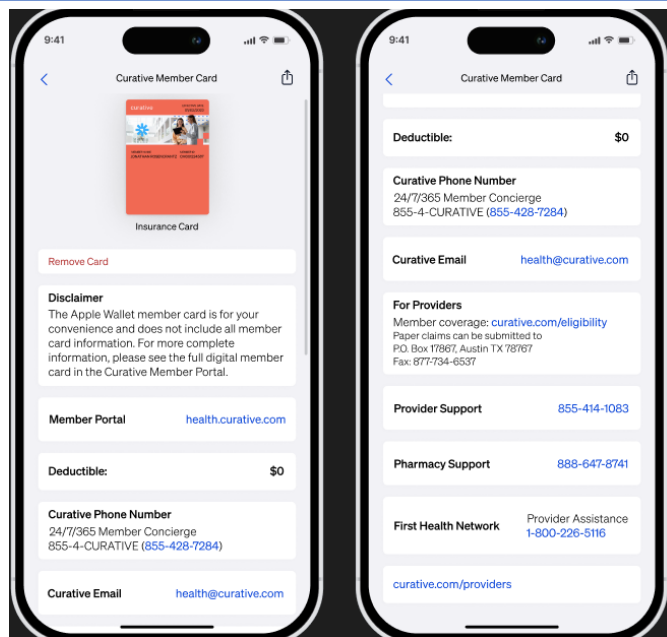 9:41
Curative Member Card
curative
Insurance Card
Remove Card
Disclaimer
The Apple Wallet member card is for your
convenience and does not include all member
card information. For more complete
information, please see the full digital member
card in the Curative Member Portal.
Member Portal health.curative.com
Deductible: $0
Curative Phone Number
24/7/365 Member Concierge
855-4-CURATIVE (855-428-7284)
Curative Email health@curative.com
9:41
Curative Member Card
Deductible: $0
Curative Phone Number
24/7/365 Member Concierge
855-4-CURATIVE (855-428-7284)
Curative Email health@curative.com
For Providers
Member coverage: curative.com/eligibility
Paper claims can be submitted to
P.O. Box 17867, Austin TX 78767
Fax: 877-734-6537
Provider Support 855-414-1083
Pharmacy Support 888-647-8741
First Health Network Provider Assistance
1-800-226-5116
curative.com/providers